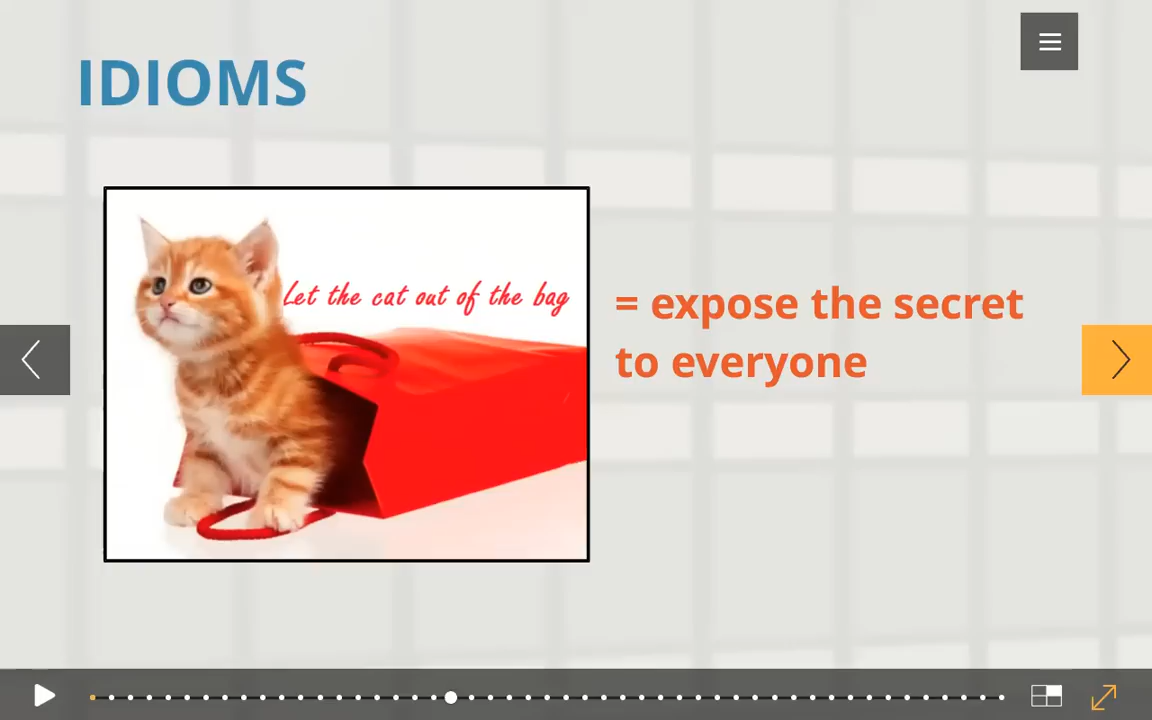 IDIOMS
Let the cat out of the bag
= expose the secret
to everyone